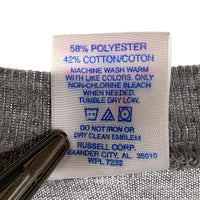 58% POLYESTER
42% COTTON/COTON
MACHINE WASH WARM
WITH LIKE COLORS. ONLY
NON-CHLORINE BLEACH
WHEN NEEDED.
TUMBLE DRY LOW.
DO NOT IRON OR
DRY CLEAN EMBLEM
RUSSELL CORP.
EXANDER CITY, AL. 35010
WPL 7232